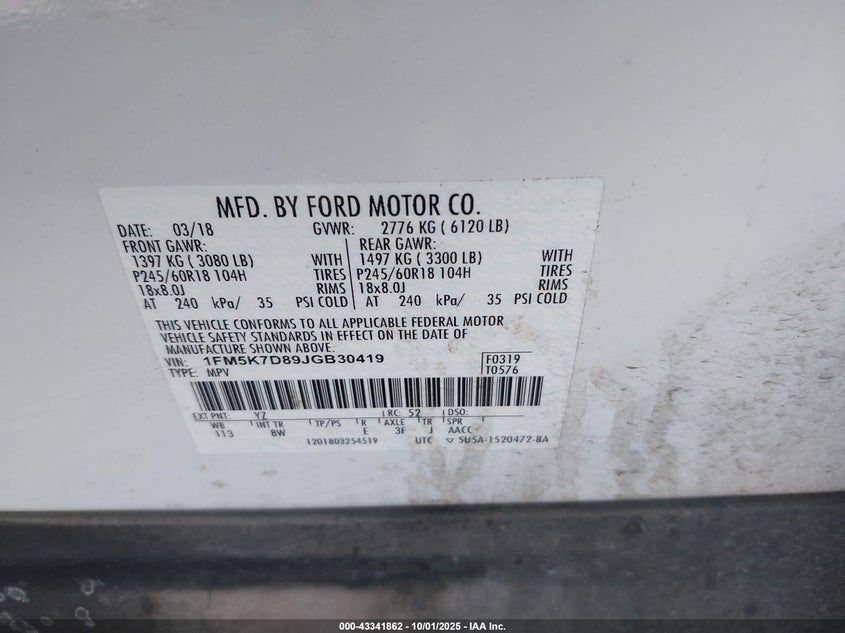 MFD. BY FORD MOTOR CO.
DATE: 03/18 GVWR: 2776 KG ( 6120 LB)
FRONT GAWR: REAR GAWR:
1397 KG ( 3080 LB) WITH 1497 KG ( 3300 LB) WITH
P245/60R18 104H TIRES P245/60R18 104H TIRES
18x8.0J RIMS 18x8.0J RIMS
AT 240 kPa/ 35 PSI COLD AT 240 kPa/ 35 PSI COLD
THIS VEHICLE CONFORMS TO ALL APPLICABLE FEDERAL MOTOR
VEHICLE SAFETY STANDARDS IN EFFECT ON THE DATE OF
MANUFACTURE SHOWN ABOVE.
VIN: 1FM5K7D89JGB30419 F0319
TYPE: MPV T0576
EXT PNT: YZ RC: 52 DSO:
WB INT TR TP/PS R AXLE TR SPR
113 8W E 3F J AACC
1201803254519 UTC ▽ 5U5A-1520472-BA
000-43341862 - 10/01/2025 - IAA Inc.